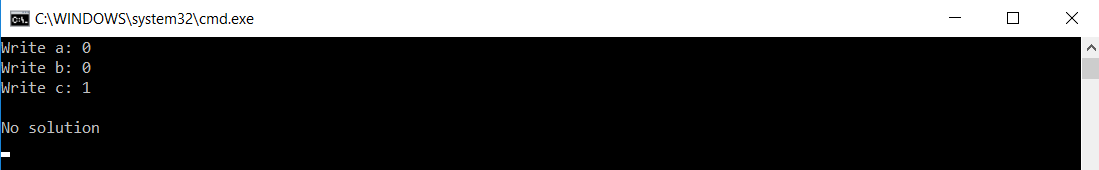 C:\WINDOWS\system32\cmd.exe
Write a: 0
Write b: 0
Write c: 1
No solution